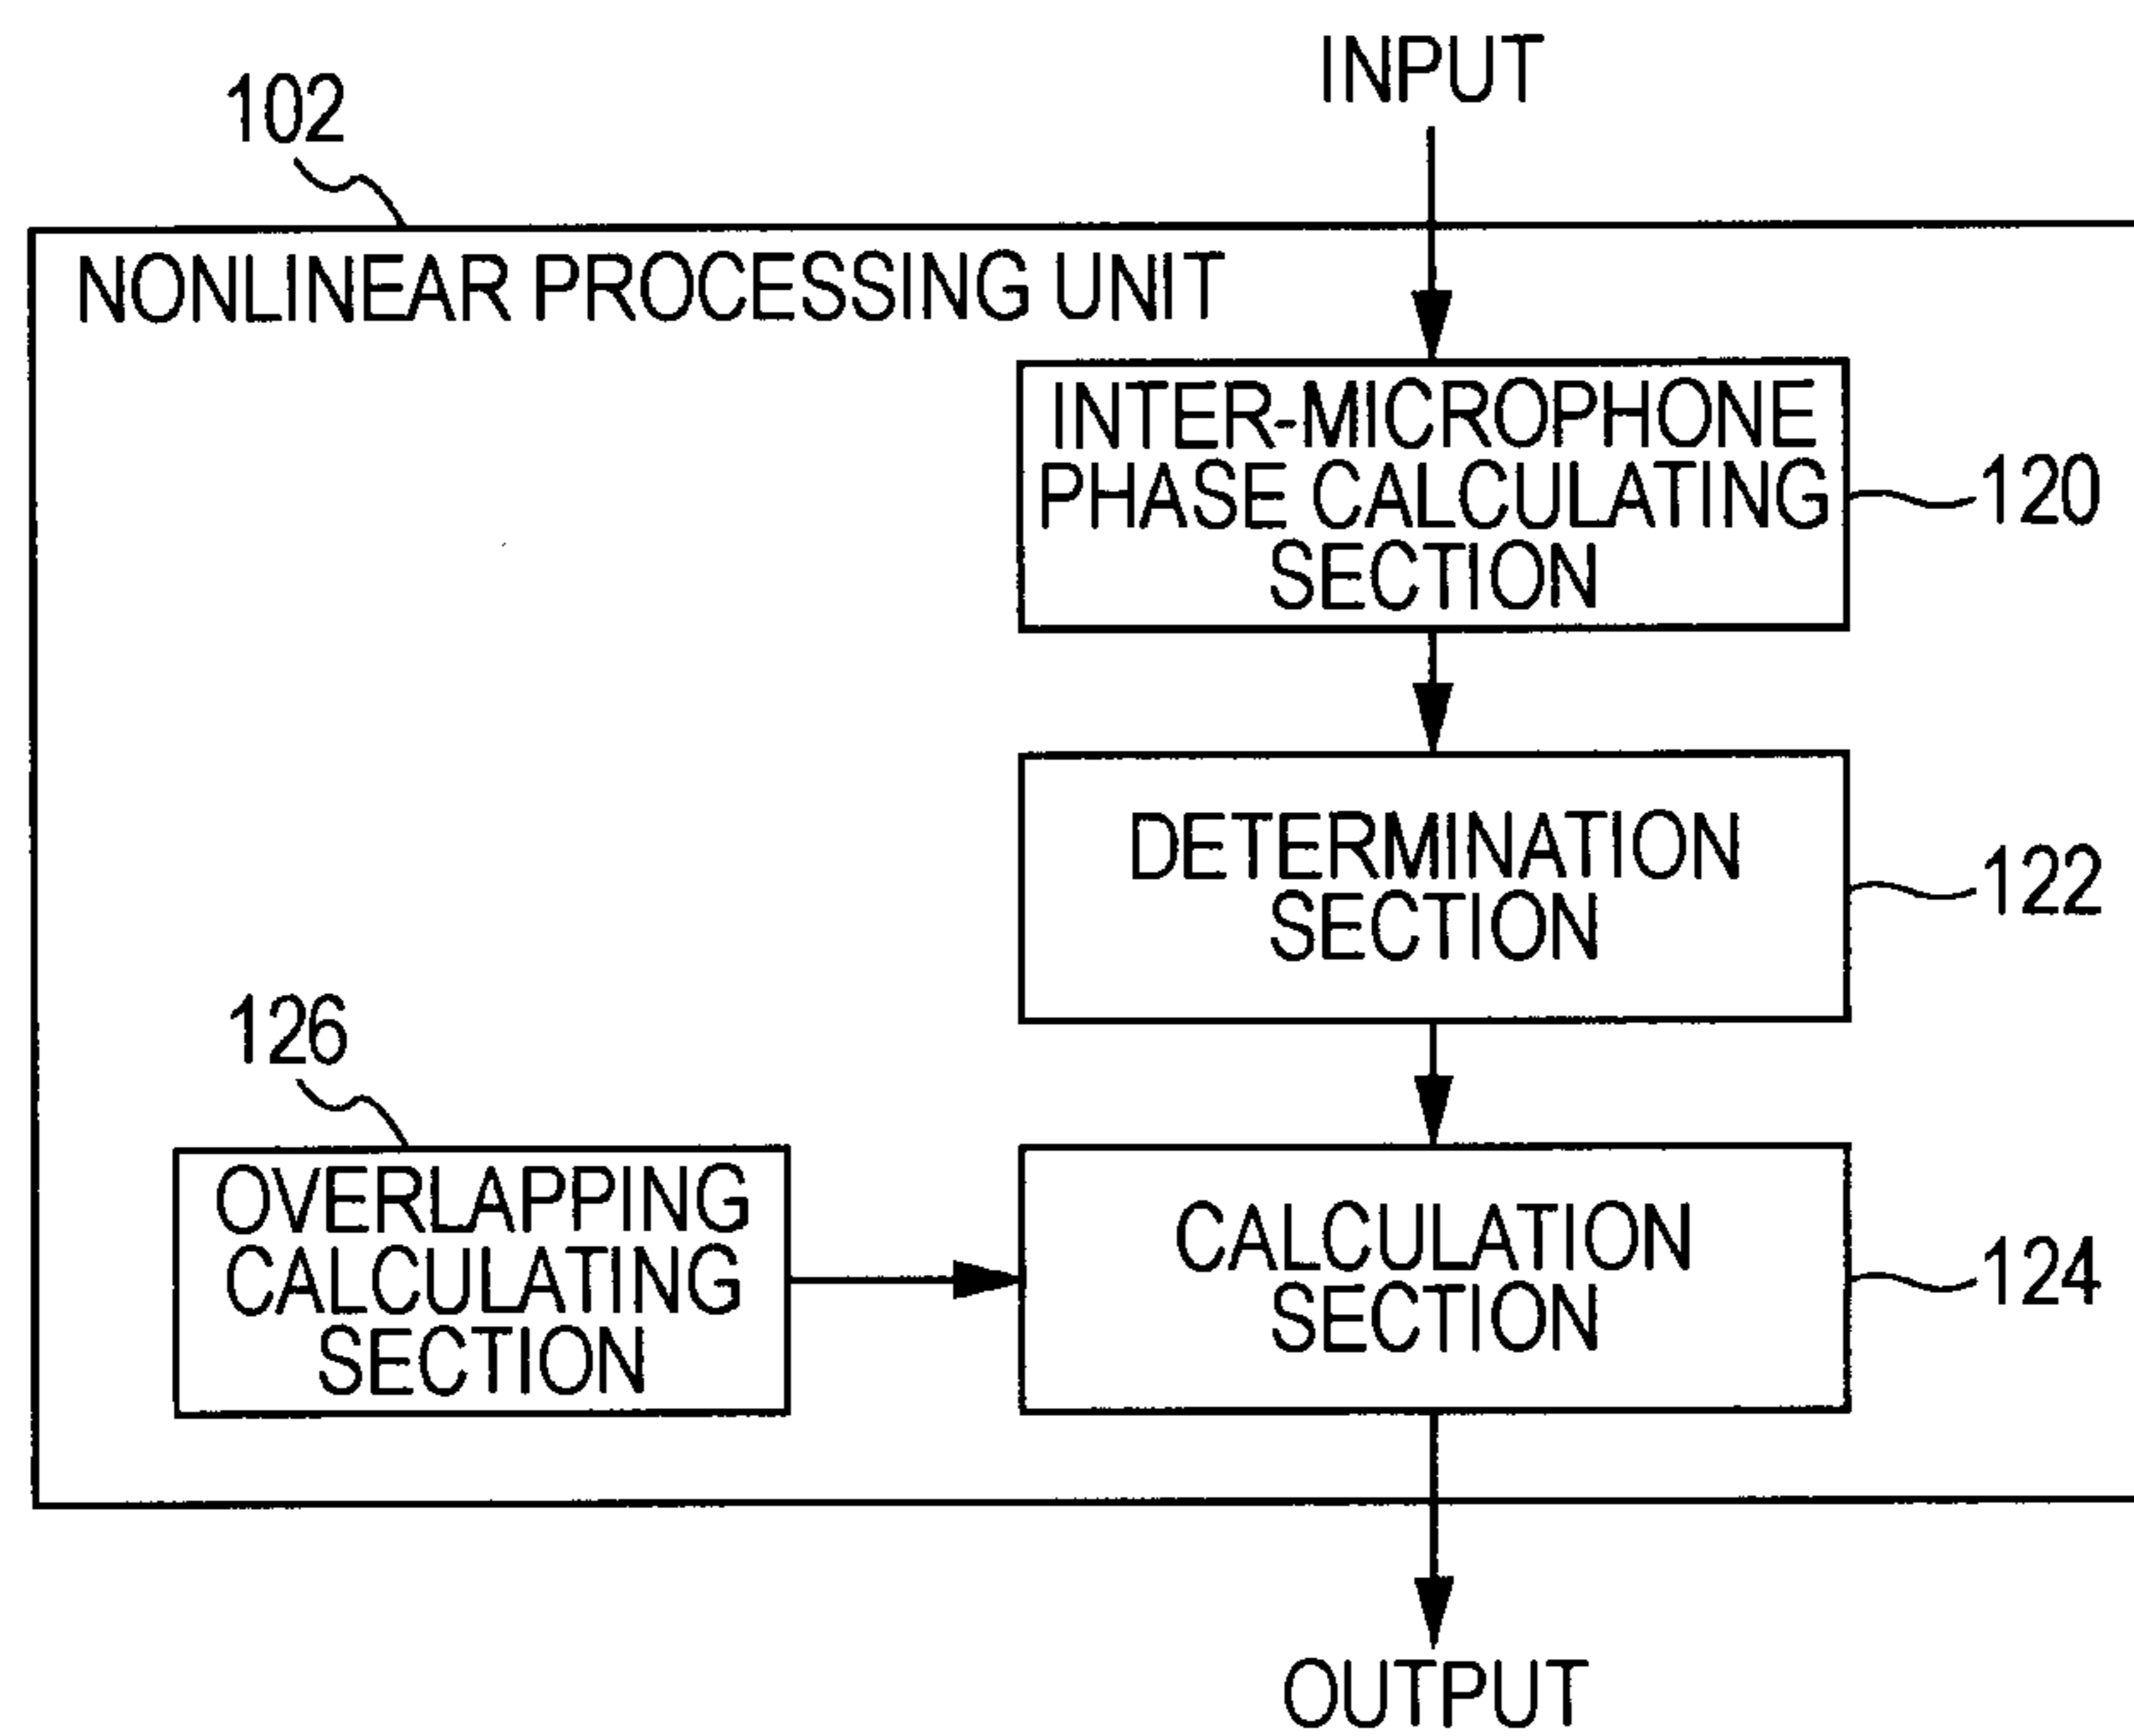 INPUT
102
NONLINEAR PROCESSING UNIT
INTER-MICROPHONE
PHASE CALCULATING
SECTION
120
DETERMINATION
SECTION
122
126
OVERLAPPING
CALCULATING
SECTION
CALCULATION
SECTION
124
OUTPUT